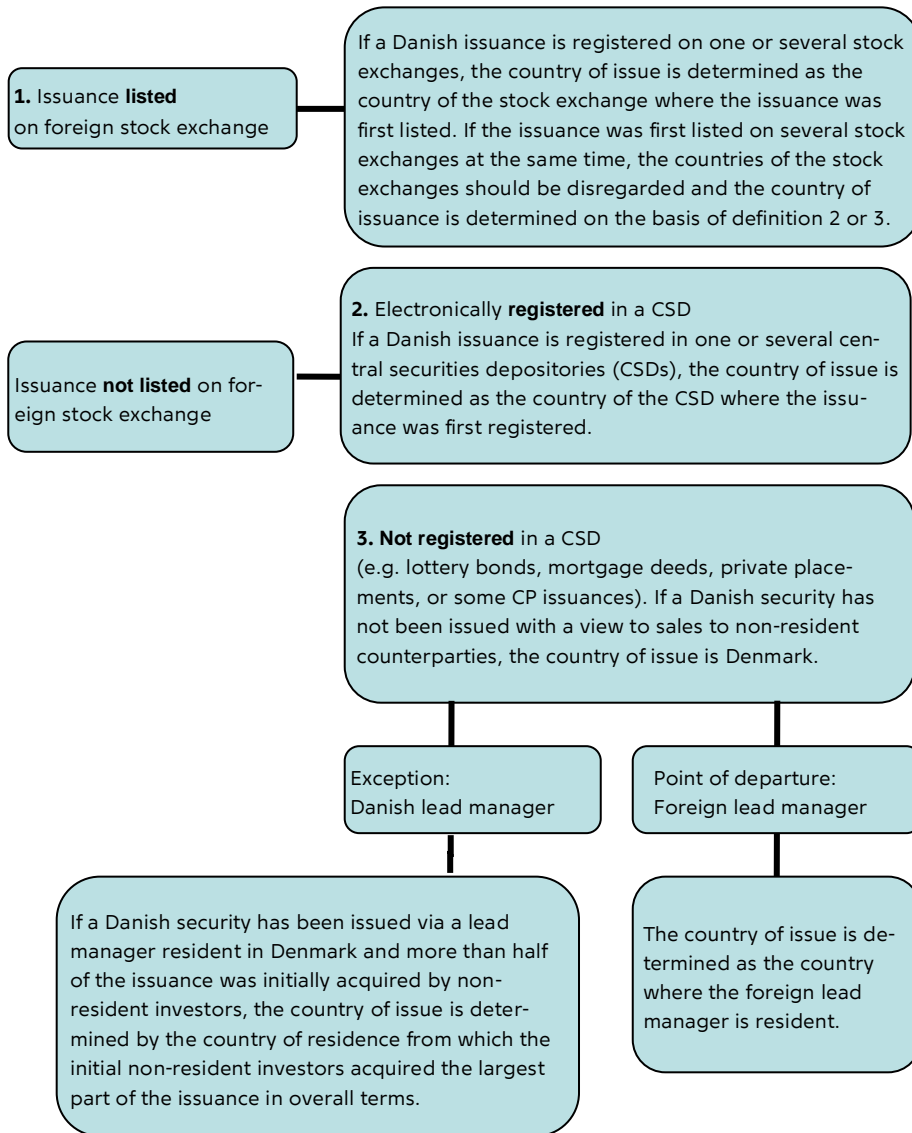 1. Issuance listed
on foreign stock exchange
If a Danish issuance is registered on one or several stock
exchanges, the country of issue is determined as the
country of the stock exchange where the issuance was
first listed. If the issuance was first listed on several stock
exchanges at the same time, the countries of the stock
exchanges should be disregarded and the country of
issuance is determined on the basis of definition 2 or 3.
Issuance not listed on for-
eign stock exchange
2. Electronically registered in a CSD
If a Danish issuance is registered in one or several cen-
tral securities depositories (CSDs), the country of issue is
determined as the country of the CSD where the issu-
ance was first registered.
3. Not registered in a CSD
(e.g. lottery bonds, mortgage deeds, private place-
ments, or some CP issuances). If a Danish security has
not been issued with a view to sales to non-resident
counterparties, the country of issue is Denmark.
Exception:
Danish lead manager
Point of departure:
Foreign lead manager
If a Danish security has been issued via a lead
manager resident in Denmark and more than half
of the issuance was initially acquired by non-
resident investors, the country of issue is deter-
mined by the country of residence from which the
initial non-resident investors acquired the largest
part of the issuance in overall terms.
The country of issue is de-
termined as the country
where the foreign lead
manager is resident.